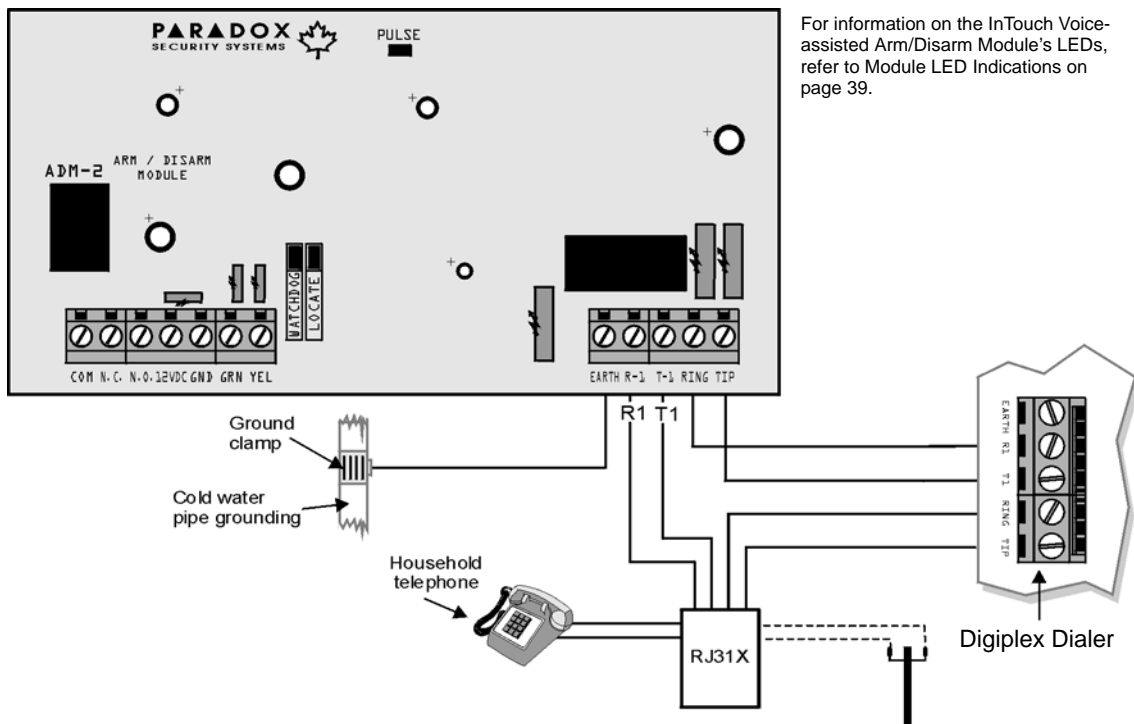 PARADOX
SECURITY SYSTEMS
PULSE
For information on the InTouch Voice-
assisted Arm/Disarm Module's LEDs,
refer to Module LED Indications on
page 39.
ADM-2
ARM / DISARM
MODULE
WATCHDOG
LOCATE
COM N.C. N.O. 12VDC GND GRN YEL
EARTH R-1 T-1 RING TIP
R1 T1
EARTH
R1
T1
RING
TIP
Ground
clamp
Cold water
pipe grounding
Household
telephone
RJ31X
Digiplex Dialer